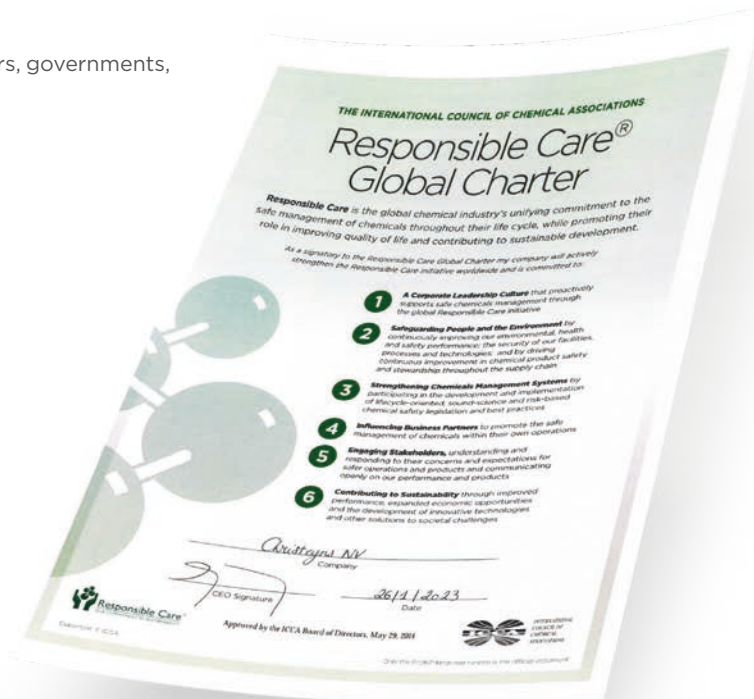 rs, governments,
THE INTERNATIONAL COUNCIL OF CHEMICAL ASSOCIATIONS
Responsible Care®
Global Charter
Responsible Care is the global chemical industry's unifying commitment to the
safe management of chemicals throughout their life cycle, while promoting their
role in improving quality of life and contributing to sustainable development.
As a signatory to the Responsible Care Global Charter my company will actively
strengthen the Responsible Care initiative worldwide and is committed to:
1 A Corporate Leadership Culture that proactively
supports safe chemicals management through
the global Responsible Care initiative
2 Safeguarding People and the Environment by
continuously improving our environmental, health
and safety performance; the security of our facilities,
processes and technologies; and by driving
continuous improvement in chemical product safety
and stewardship throughout the supply chain
3 Strengthening Chemicals Management Systems by
participating in the development and implementation
of lifecycle-oriented, sound-science and risk-based
chemical safety legislation and best practices
4 Influencing Business Partners to promote the safe
management of chemicals within their own operations
5 Engaging Stakeholders, understanding and
responding to their concerns and expectations for
safer operations and products and communicating
openly on our performance and products
6 Contributing to Sustainability through improved
performance, expanded economic opportunities
and the development of innovative technologies
and other solutions to societal challenges
Christeyns NV
Company
CEO Signature
26/1/2023
Date
Responsible Care®
Approved by the ICCA Board of Directors, May 29, 2014
ICCA
INTERNATIONAL
COUNCIL OF
CHEMICAL
ASSOCIATIONS
Copyright © ICCA